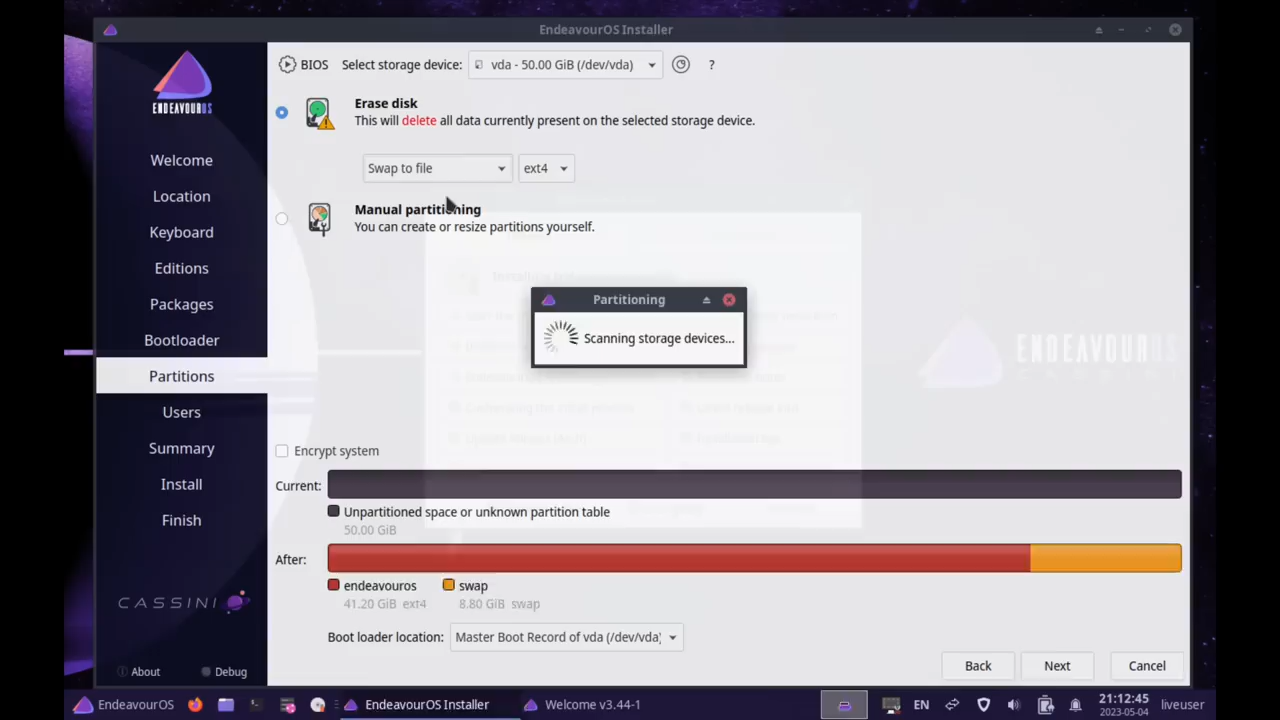 EndeavourOS Installer
BIOS
Select storage device:
vda - 50.00 GiB (/dev/vda)
?
ENDEAVOUROS
Welcome
Location
Keyboard
Editions
Packages
Bootloader
Partitions
Users
Summary
Install
Finish
CASSINI
About
Debug
Erase disk
This will delete all data currently present on the selected storage device.
Swap to file
ext4
Manual partitioning
You can create or resize partitions yourself.
Partitioning
Scanning storage devices...
ENDEAVOUROS
Encrypt system
Current:
Unpartitioned space or unknown partition table
50.00 GiB
After:
endeavouros
41.20 GiB ext4
swap
8.80 GiB swap
Boot loader location:
Master Boot Record of vda (/dev/vda)
Back
Next
Cancel
EndeavourOS
EndeavourOS Installer
Welcome v3.44-1
EN
21:12:45
2023-05-04
liveuser